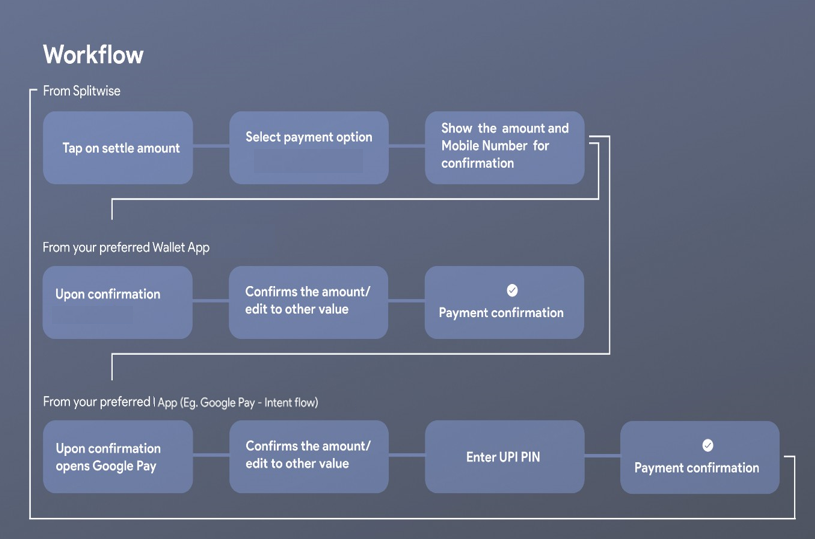 Workflow
From Splitwise
Tap on settle amount
Select payment option
Show the amount and
Mobile Number for
confirmation
From your preferred Wallet App
Upon confirmation
Confirms the amount/
edit to other value
Payment confirmation
From your preferred App (Eg. Google Pay - Intent flow)
Upon confirmation
opens Google Pay
Confirms the amount/
edit to other value
Enter UPI PIN
Payment confirmation